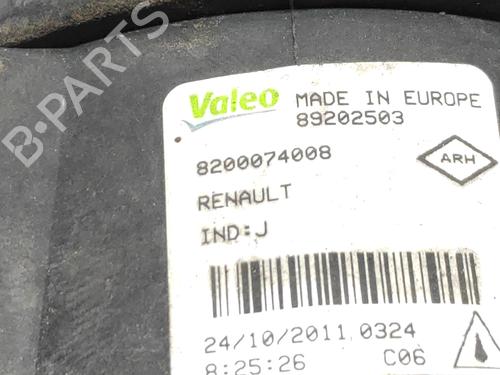 B-PARTS
Valeo MADE IN EUROPE
89202503
8200074008
ARH
RENAULT
IND:J
24/10/2011 0324
8:25:26 C06